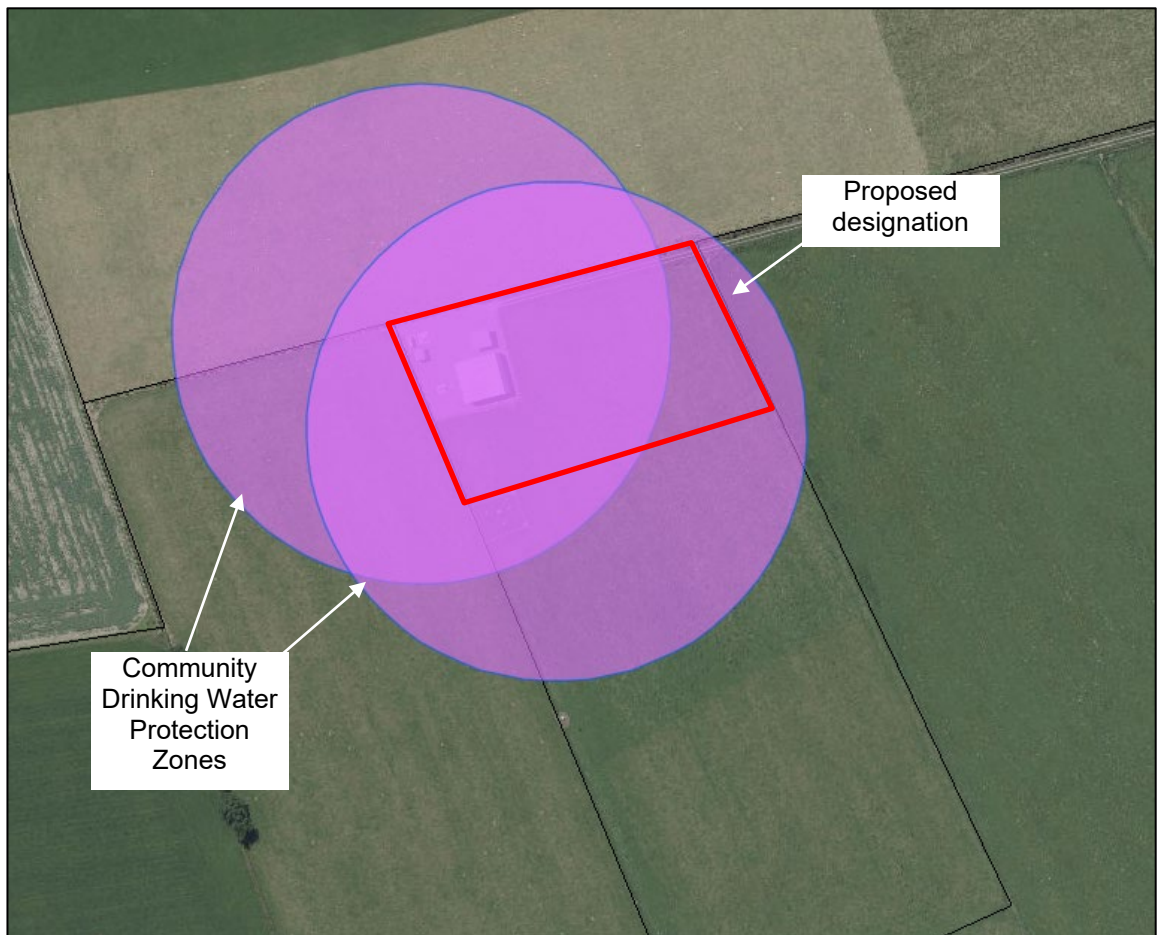 Proposed
designation
Community
Drinking Water
Protection
Zones